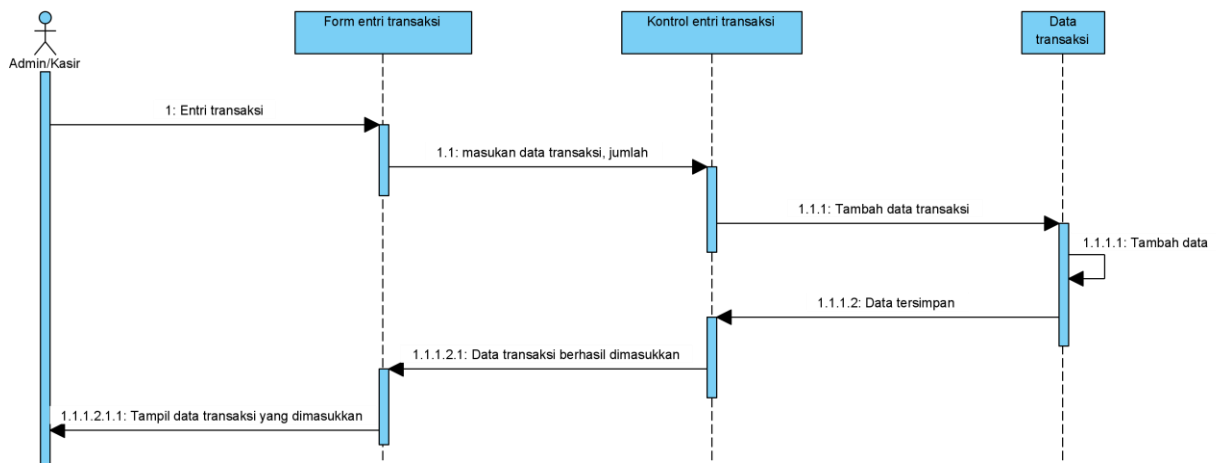 Form entri transaksi
Kontrol entri transaksi
Data
transaksi
Admin/Kasir
1: Entri transaksi
1.1: masukan data transaksi, jumlah
1.1.1: Tambah data transaksi
1.1.1.1: Tambah data
1.1.1.2: Data tersimpan
1.1.1.2.1: Data transaksi berhasil dimasukkan
1.1.1.2.1.1: Tampil data transaksi yang dimasukkan